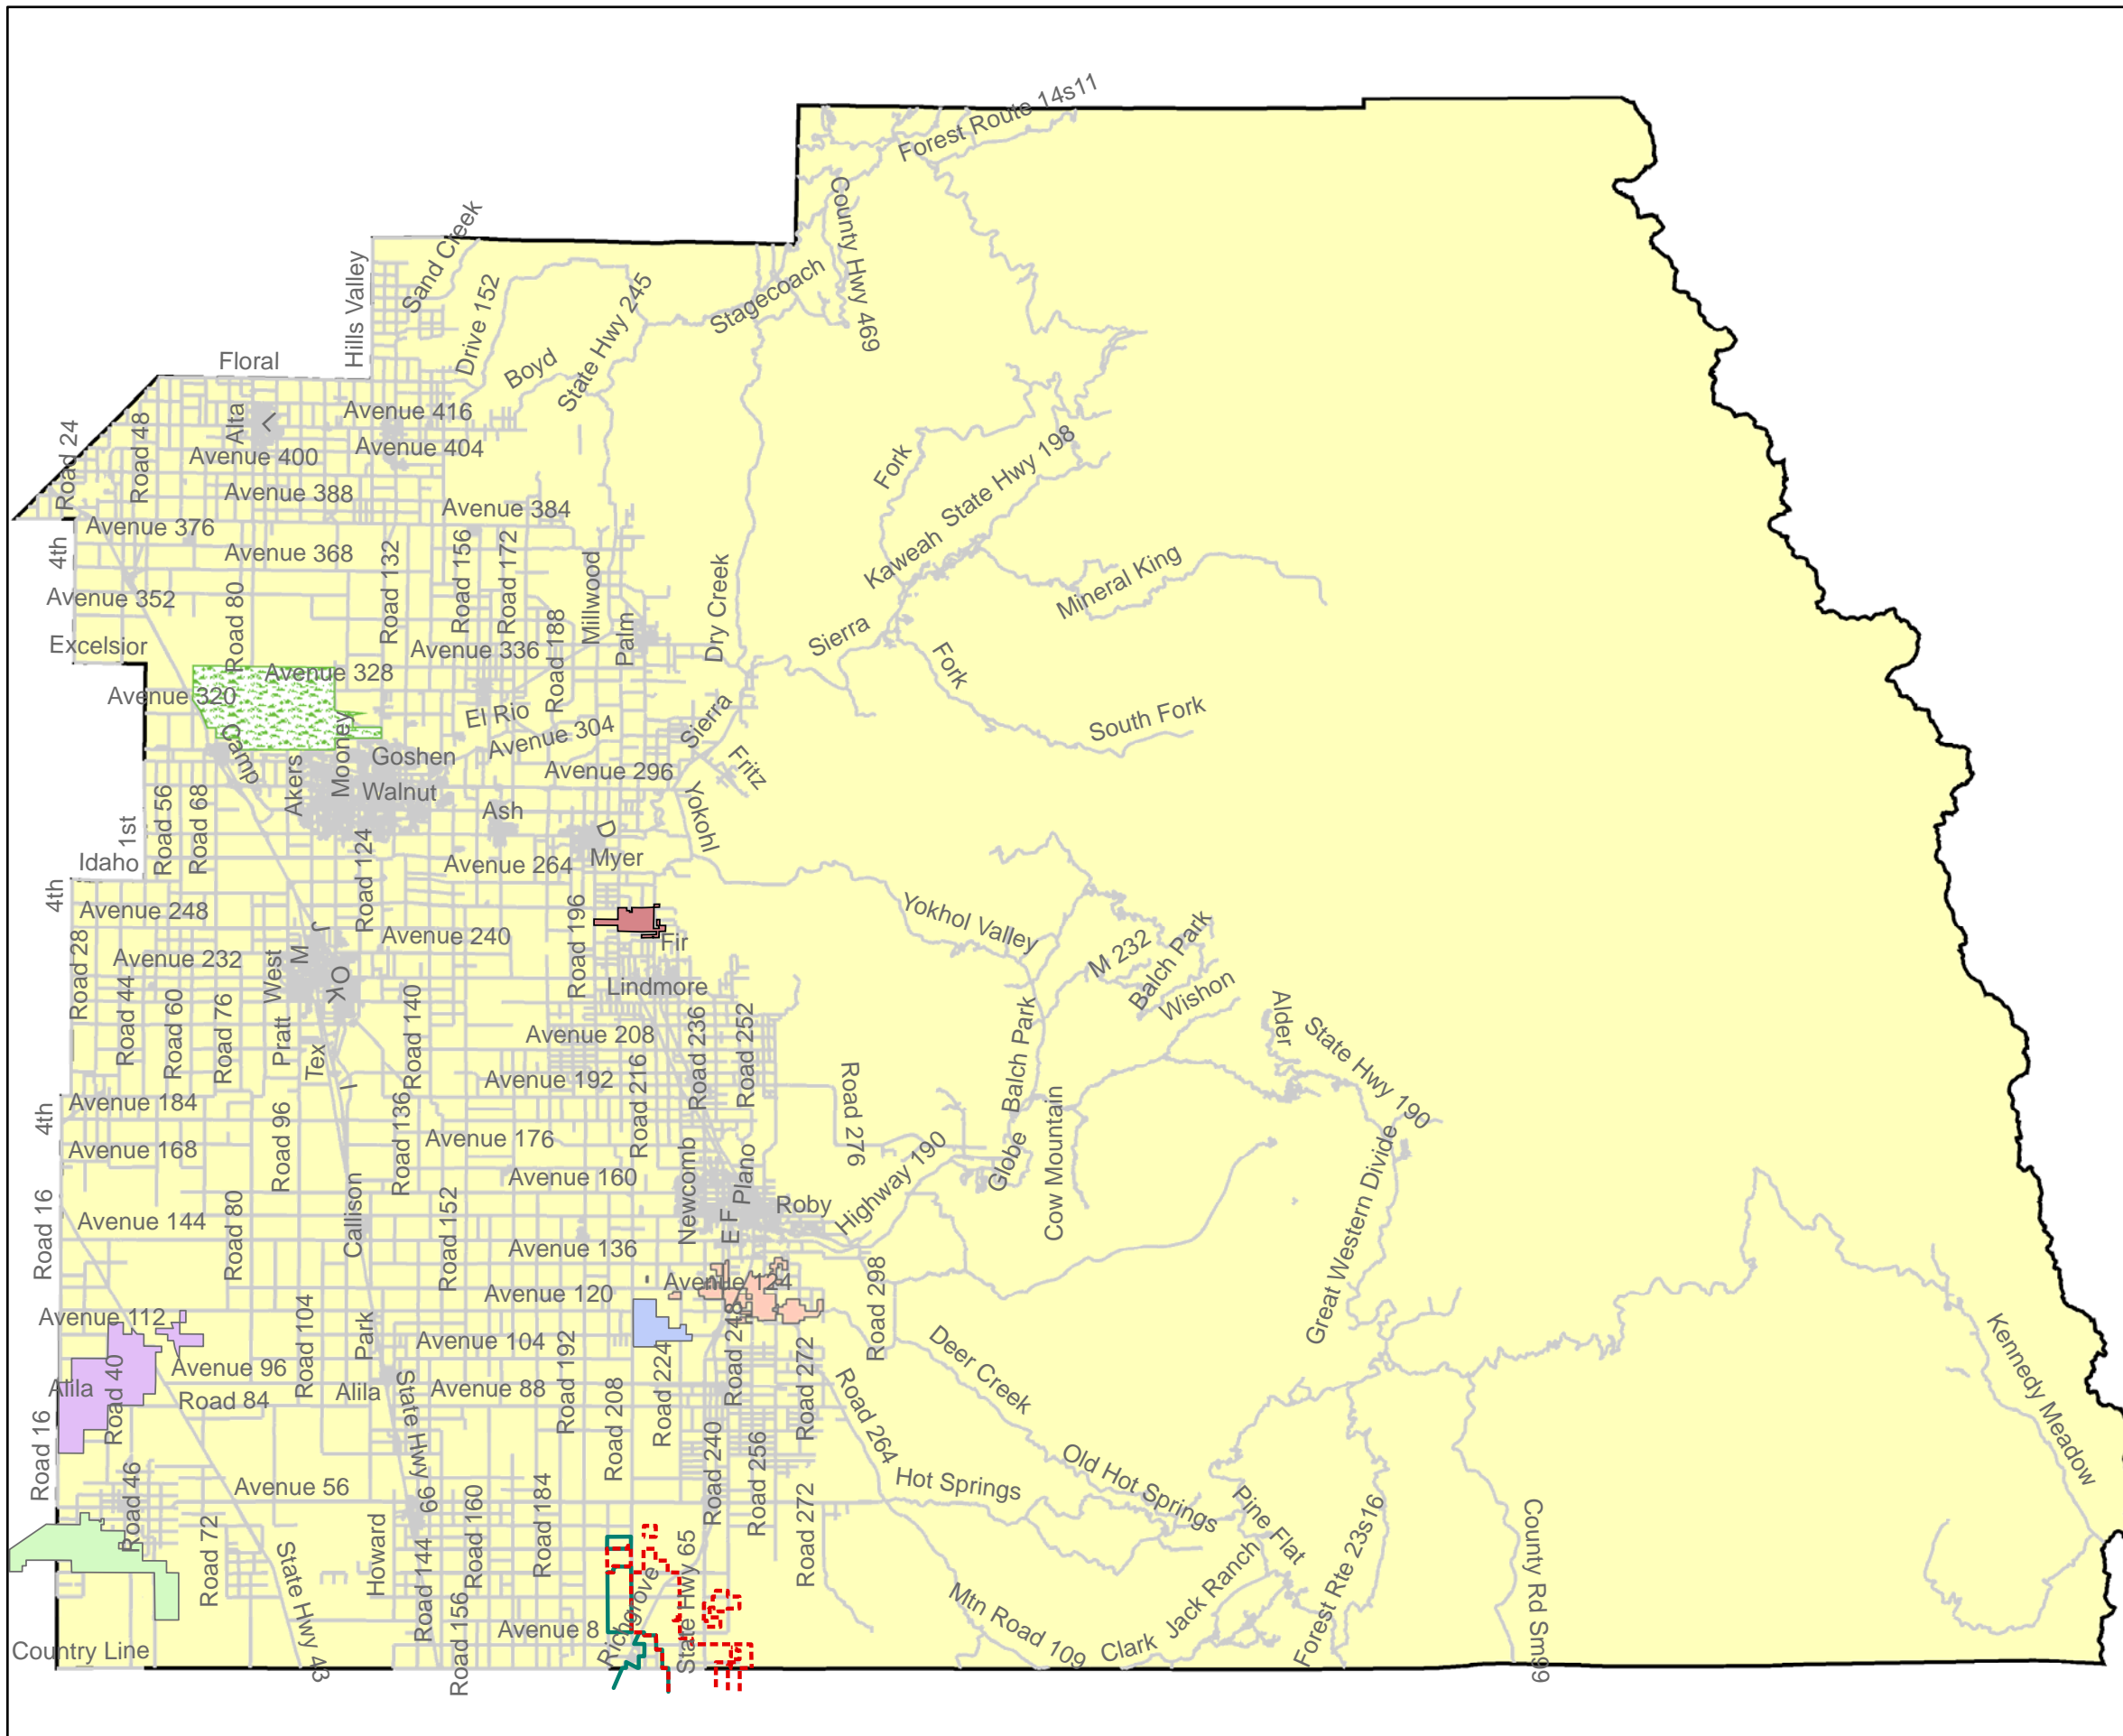 Forest Route 14s11
County Hwy 469
Sand Creek
Hills Valley
Drive 152
State Hwy 245
Stagecoach
Floral
Boyd
Road 24
Road 48
Alta
Avenue 416
Avenue 404
Avenue 400
Avenue 388
Avenue 384
Avenue 376
Avenue 368
4th
Avenue 352
Road 80
Road 132
Road 156
Road 172
Road 188
Millwood
Palm
Dry Creek
Fork
State Hwy 198
Kaweah
Mineral King
Sierra
Fork
South Fork
Excelsior
Avenue 336
Avenue 328
Avenue 320
El Rio
Avenue 304
Sierra
Fritz
Camp
Mooney
Goshen
Akers
Walnut
Avenue 296
Ash
Yokohl
1st
Road 56
Road 68
Road 124
D
Myer
Idaho
Avenue 264
4th
Avenue 248
Road 196
Fir
Avenue 240
Yokhol Valley
M 232
Balch Park
Wishon
J
M
OK
Road 28
Avenue 232
West
Lindmore
Road 44
Road 60
Road 76
Pratt
Tex
I
Road 140
Avenue 208
Road 236
Road 252
Balch Park
Alder
State Hwy 190
Avenue 192
Road 216
Road 276
4th
Avenue 184
Road 96
Road 136
Avenue 176
Avenue 168
Avenue 160
Newcomb
Plano
E F
Roby
Highway 190
Globe
Cow Mountain
Great Western Divide
Road 16
Avenue 144
Road 80
Callison
Road 152
Avenue 136
Avenue 124
Avenue 120
Road 298
Avenue 112
Road 104
Park
Avenue 104
Road 248
Road 272
Deer Creek
Kennedy Meadow
Alila
Road 40
Avenue 96
Road 84
Alila
State Hwy
Avenue 88
Road 192
Road 208
Road 224
Road 264
Road 16
Road 240
Road 256
Hot Springs
Old Hot Springs
Road 46
Avenue 56
66
Road 160
Road 184
Road 272
Pine Flat
Forest Rte 23s16
County Rd Sm99
Road 72
State Hwy 43
Howard
Road 144
Road 156
Avenue 8
Richgrove
State Hwy 65
Mtn Road 109
Clark
Jack Ranch
Country Line